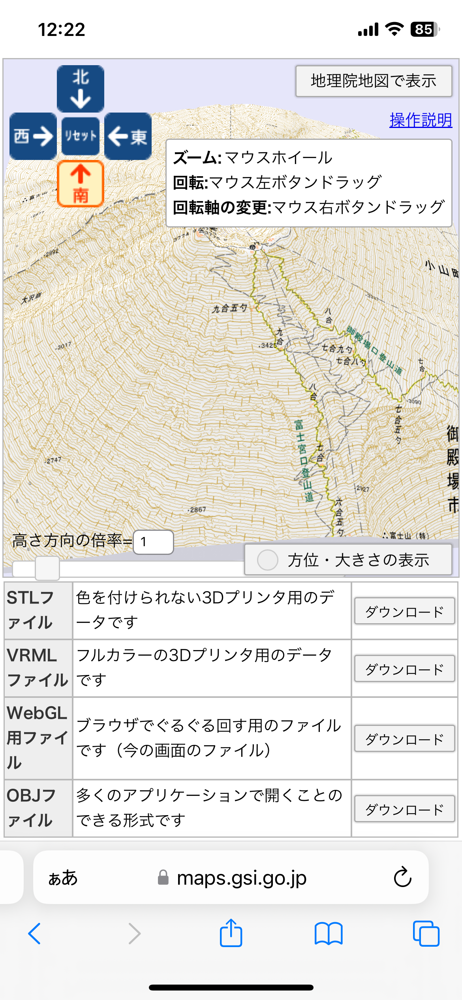 12:22
85
北
地理院地図で表示
西
リセット
東
操作説明
南
ズーム:マウスホイール
回転:マウス左ボタンドラッグ
回転軸の変更:マウス右ボタンドラッグ
.2877
.2892
小山町
大沢崩
.3337
九合五勺
八合
九合
御殿場口登山道
.3017
.3425
七合九勺
七合八勺
七合
八合
.3090
七合五勺
富士宮口登山道
御殿場市
七合
.2747
.2927
.2867
六合五勺
∴富士山(特)
高さ方向の倍率=
1
方位・大きさの表示
STLファイル
色を付けられない3Dプリンタ用のデータです
ダウンロード
VRMLファイル
フルカラーの3Dプリンタ用のデータです
ダウンロード
WebGL用ファイル
ブラウザでぐるぐる回す用のファイルです（今の画面のファイル）
ダウンロード
OBJファイル
多くのアプリケーションで開くことのできる形式です
ダウンロード
ぁあ
maps.gsi.go.jp